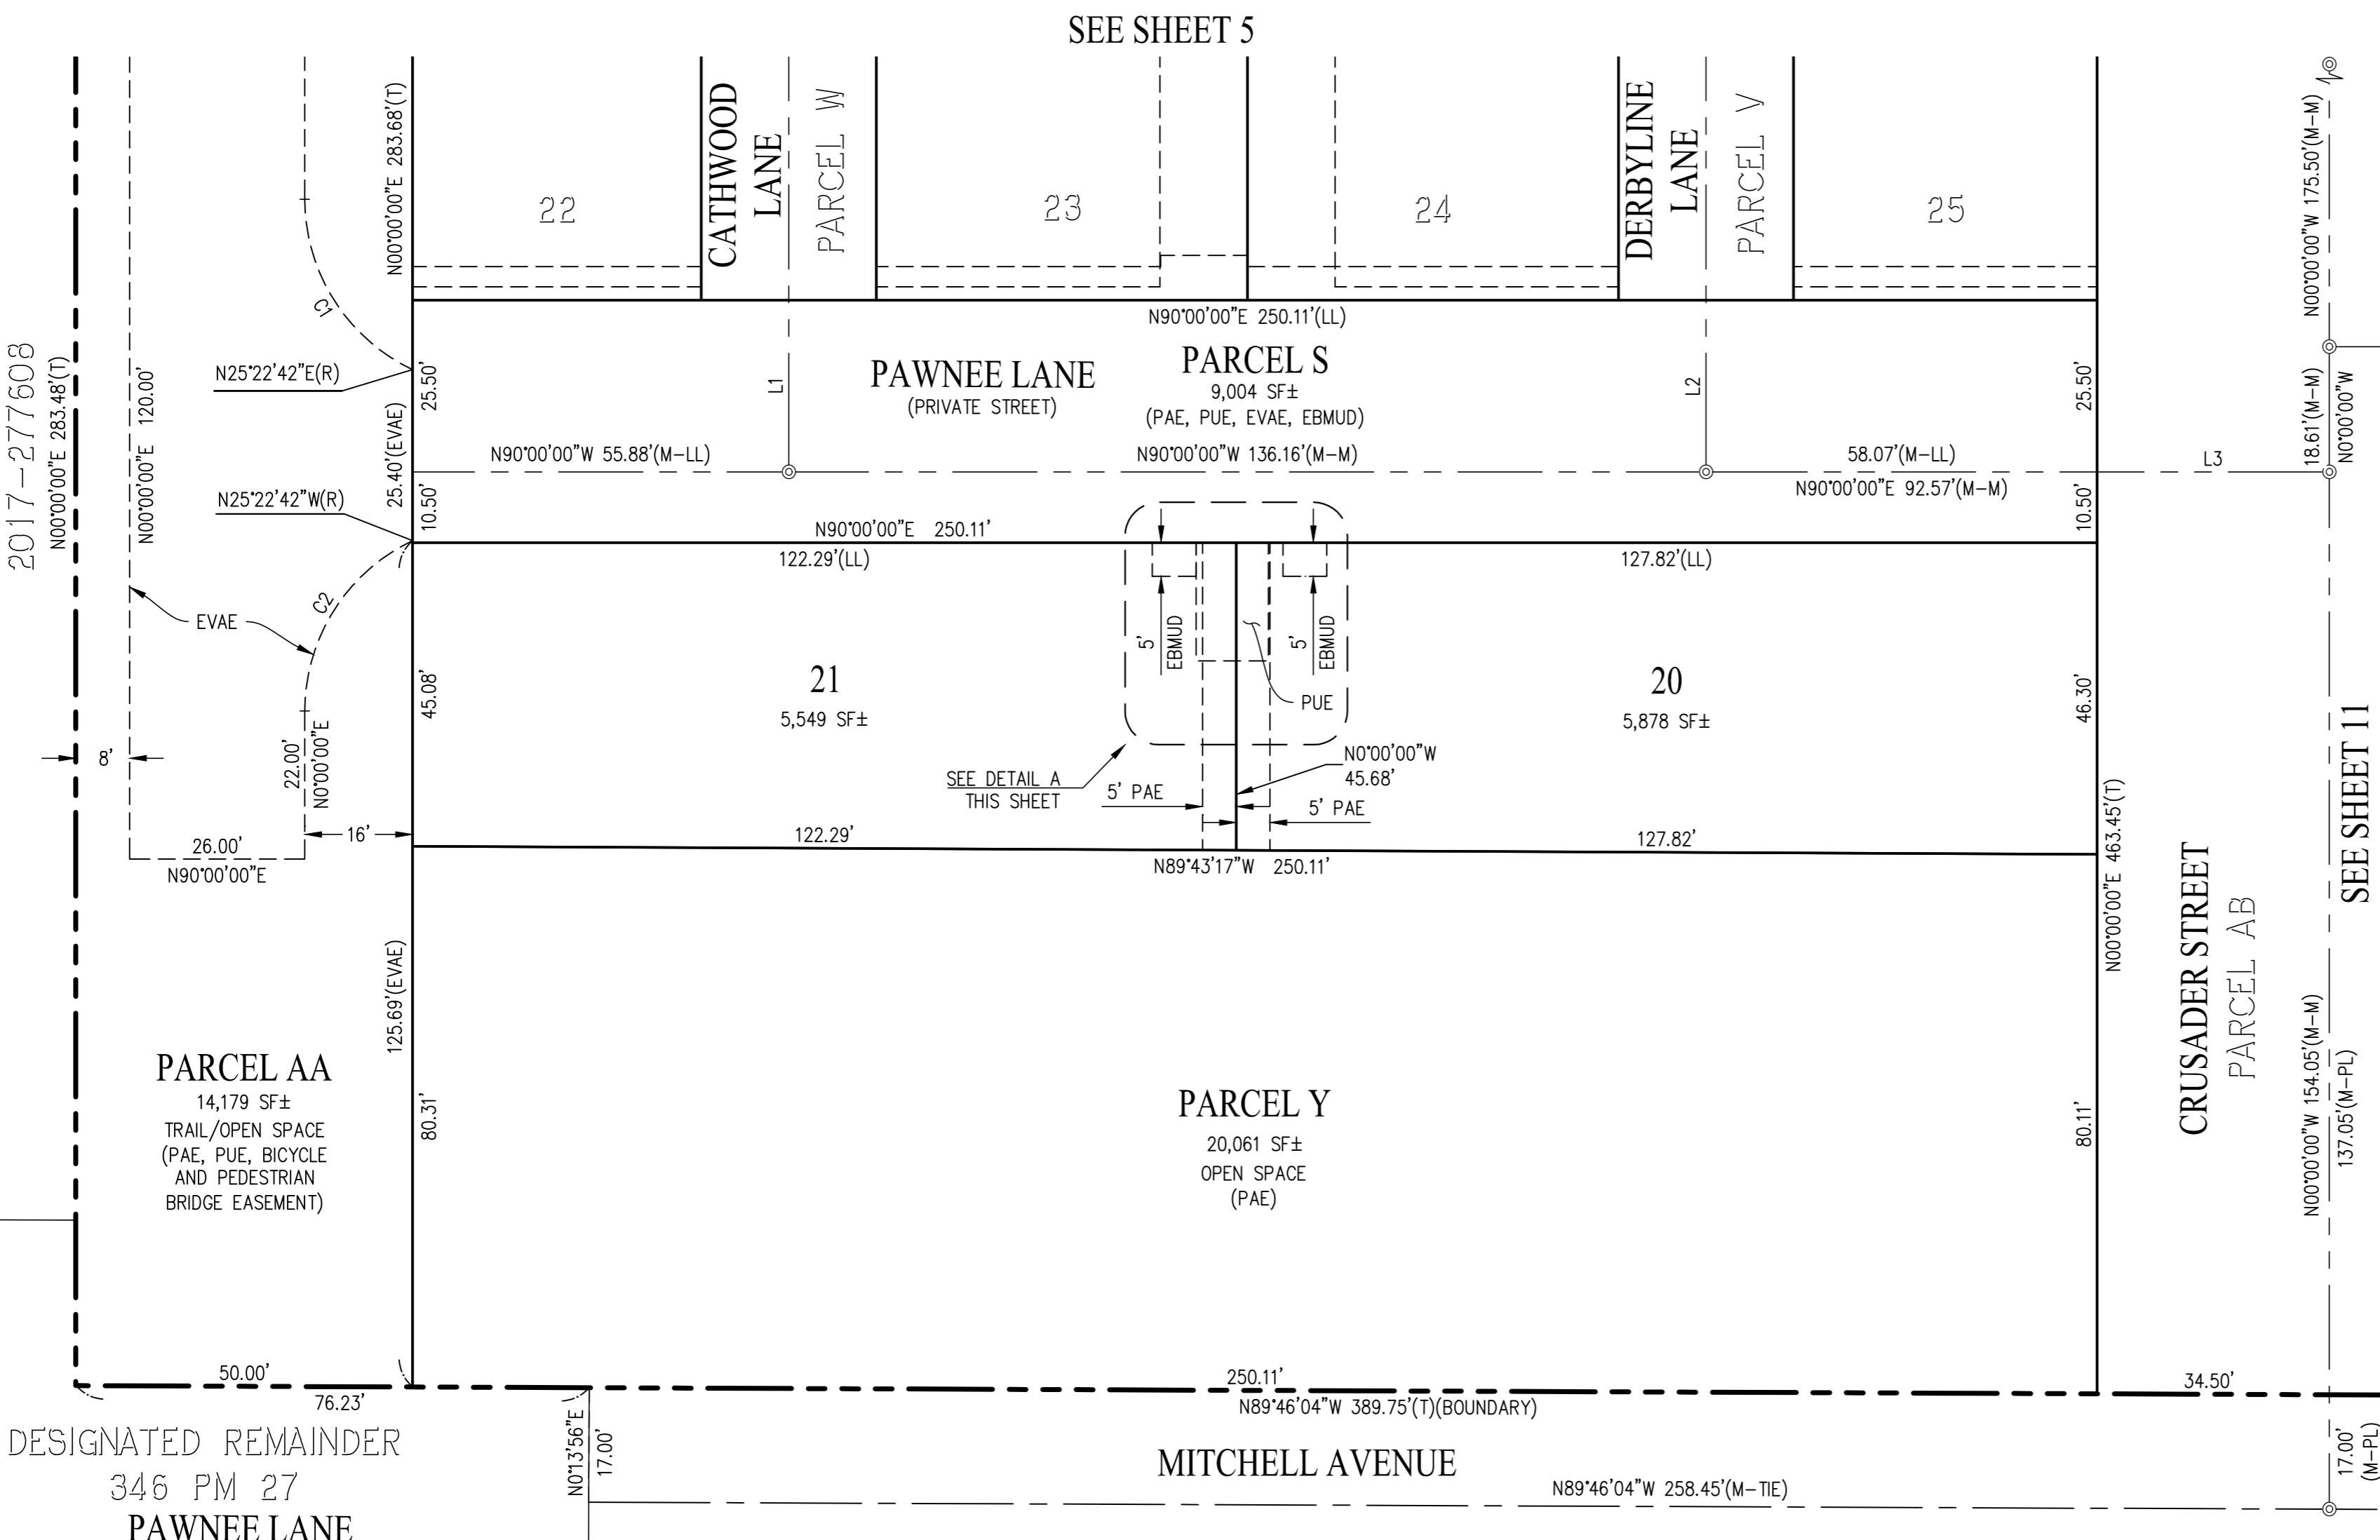 SEE SHEET 5
2017-277608
N00°00'00"E 283.48'(T)
N00°00'00"E 120.00'
C1
N00°00'00"E 283.68'(T)
22
CATHWOOD
LANE
PARCEL W
23
24
DERBYLINE
LANE
PARCEL V
25
N00°00'00"W 175.50'(M-M)
N90°00'00"E 250.11'(LL)
N25°22'42"E(R)
25.50'
25.40'(EVAE)
L1
PAWNEE LANE
(PRIVATE STREET)
PARCEL S
9,004 SF±
(PAE, PUE, EVAE, EBMUD)
L2
25.50'
18.61'(M-M)
N0°00'00"W
N90°00'00"W 55.88'(M-LL)
N90°00'00"W 136.16'(M-M)
58.07'(M-LL)
N90°00'00"E 92.57'(M-M)
L3
N25°22'42"W(R)
10.50'
N90°00'00"E 250.11'
10.50'
122.29'(LL)
127.82'(LL)
EVAE
C2
45.08'
21
5,549 SF±
5'
EBMUD
5'
EBMUD
PUE
20
5,878 SF±
46.30'
8'
22.00'
N0°00'00"E
SEE DETAIL A
THIS SHEET
5' PAE
N0°00'00"W
45.68'
5' PAE
16'
26.00'
N90°00'00"E
122.29'
127.82'
N89°43'17"W 250.11'
N00°00'00"E 463.45'(T)
CRUSADER STREET
PARCEL AB
SEE SHEET 11
125.69'(EVAE)
80.31'
PARCEL AA
14,179 SF±
TRAIL/OPEN SPACE
(PAE, PUE, BICYCLE
AND PEDESTRIAN
BRIDGE EASEMENT)
PARCEL Y
20,061 SF±
OPEN SPACE
(PAE)
80.11'
N00°00'00"W 154.05'(M-M)
137.05'(M-PL)
50.00'
76.23'
250.11'
N89°46'04"W 389.75'(T)(BOUNDARY)
34.50'
DESIGNATED REMAINDER
346 PM 27
PAWNEE LANE
N0°13'56"E
17.00'
MITCHELL AVENUE
N89°46'04"W 258.45'(M-TIE)
17.00'
(M-PL)